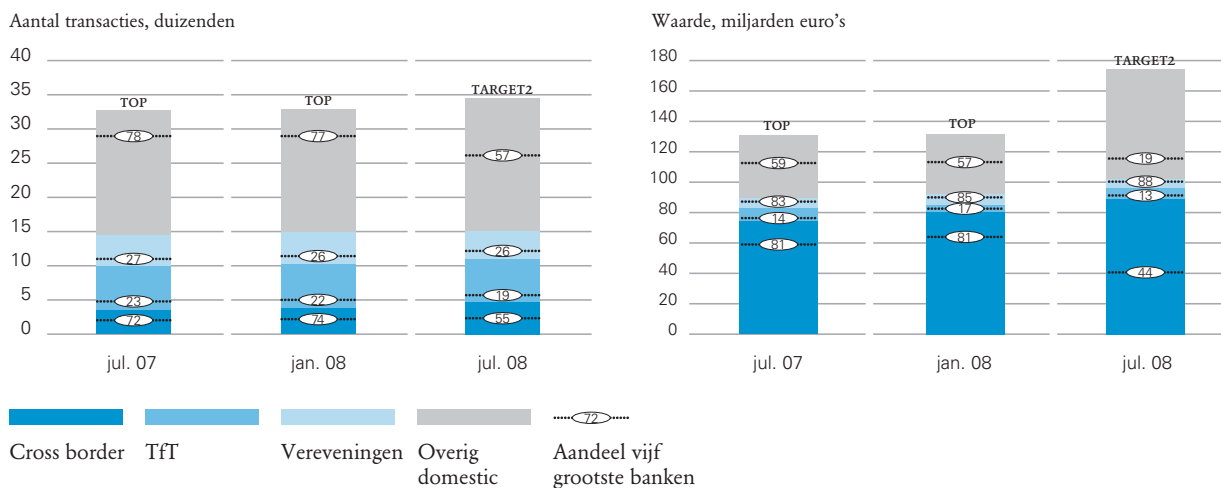 Aantal transacties, duizenden
40
35
30
25
20
15
10
5
0
TOP
78
27
23
72
TOP
77
26
22
74
TARGET2
57
26
19
55
jul. 07
jan. 08
jul. 08
Waarde, miljarden euro's
180
160
140
120
100
80
60
40
20
0
TOP
59
83
14
81
TOP
57
85
17
81
TARGET2
19
88
13
44
jul. 07
jan. 08
jul. 08
72
Cross border
TfT
Vereveningen
Overig
domestic
Aandeel vijf
grootste banken